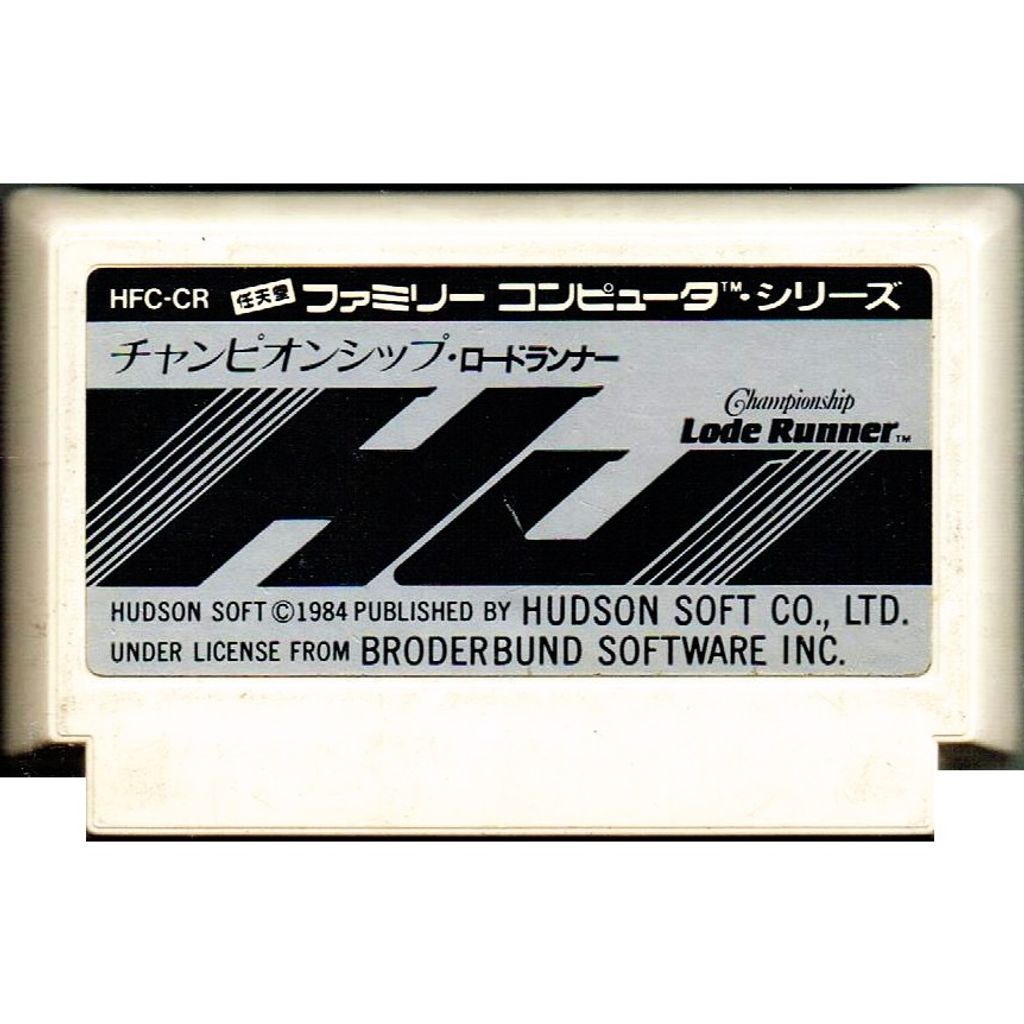 HFC-CR 任天堂 ファミリー コンピュータ™・シリーズ
チャンピオンシップ・ロードランナー
Championship
Lode Runner™
HU
HUDSON SOFT ©1984 PUBLISHED BY HUDSON SOFT CO., LTD.
UNDER LICENSE FROM BRODERBUND SOFTWARE INC.